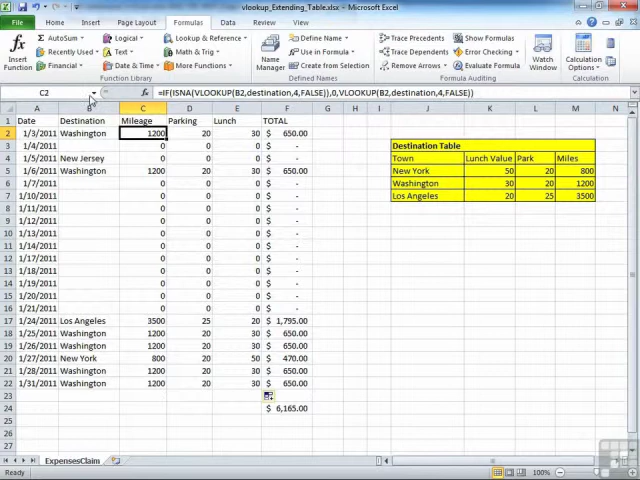 vlookup_Extending_Table.xlsx - Microsoft Excel
File Home Insert Page Layout Formulas Data Review View
fx Insert Function
Σ AutoSum
Recently Used
Financial
Logical
Text
Date & Time
Lookup & Reference
Math & Trig
More Functions
Function Library
Name Manager
Define Name
Use in Formula
Create from Selection
Defined Names
Trace Precedents
Trace Dependents
Remove Arrows
Show Formulas
Error Checking
Evaluate Formula
Formula Auditing
Watch Window
Calculation Options
Calculation
C2 fx =IF(ISNA(VLOOKUP(B2,destination,4,FALSE)),0,VLOOKUP(B2,destination,4,FALSE))
A B C D E F G H I J K L M N
1 Date Destination Mileage Parking Lunch TOTAL
2 1/3/2011 Washington 1200 20 30 $ 650.00
3 1/4/2011 0 0 0 $ - Destination Table
4 1/5/2011 New Jersey 0 0 0 $ - Town Lunch Value Park Miles
5 1/6/2011 Washington 1200 20 30 $ 650.00 New York 50 20 800
6 1/7/2011 0 0 0 $ - Washington 30 20 1200
7 1/10/2011 0 0 0 $ - Los Angeles 20 25 3500
8 1/11/2011 0 0 0 $ -
9 1/12/2011 0 0 0 $ -
10 1/13/2011 0 0 0 $ -
11 1/14/2011 0 0 0 $ -
12 1/17/2011 0 0 0 $ -
13 1/18/2011 0 0 0 $ -
14 1/19/2011 0 0 0 $ -
15 1/20/2011 0 0 0 $ -
16 1/21/2011 0 0 0 $ -
17 1/24/2011 Los Angeles 3500 25 20 $ 1,795.00
18 1/25/2011 Washington 1200 20 30 $ 650.00
19 1/26/2011 Washington 1200 20 30 $ 650.00
20 1/27/2011 New York 800 20 50 $ 470.00
21 1/28/2011 Washington 1200 20 30 $ 650.00
22 1/31/2011 Washington 1200 20 30 $ 650.00
23
24 $ 6,165.00
25
26
27
ExpensesClaim
Ready 100%